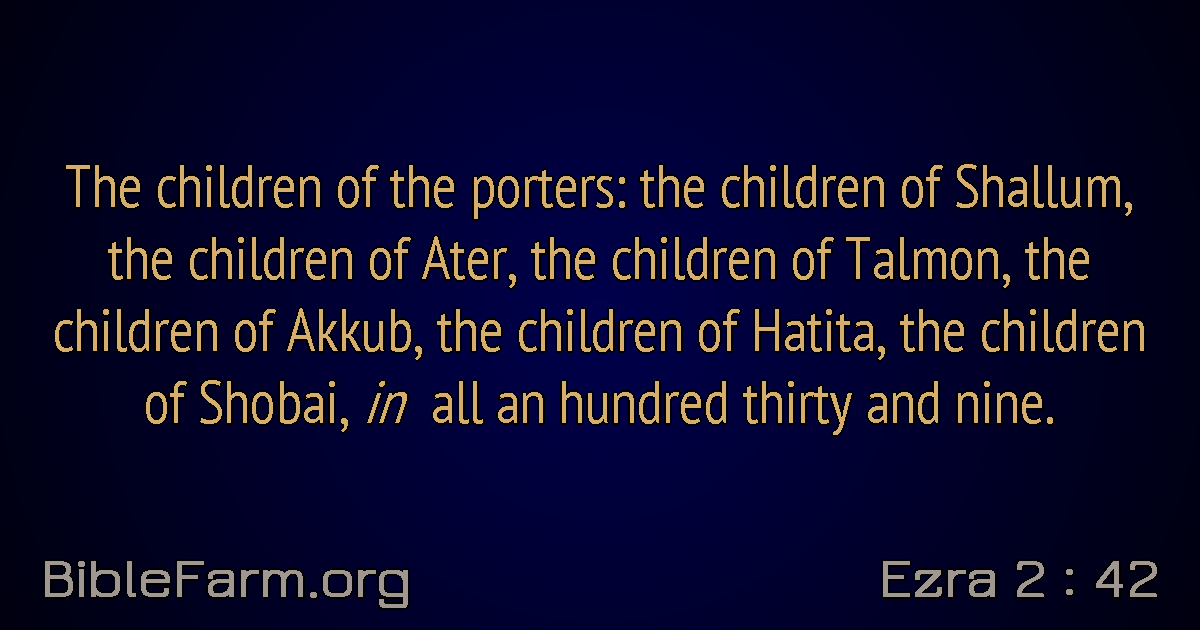 The children of the porters: the children of Shallum,
the children of Ater, the children of Talmon, the
children of Akkub, the children of Hatita, the children
of Shobai, in all an hundred thirty and nine.
BibleFarm.org
Ezra 2 : 42